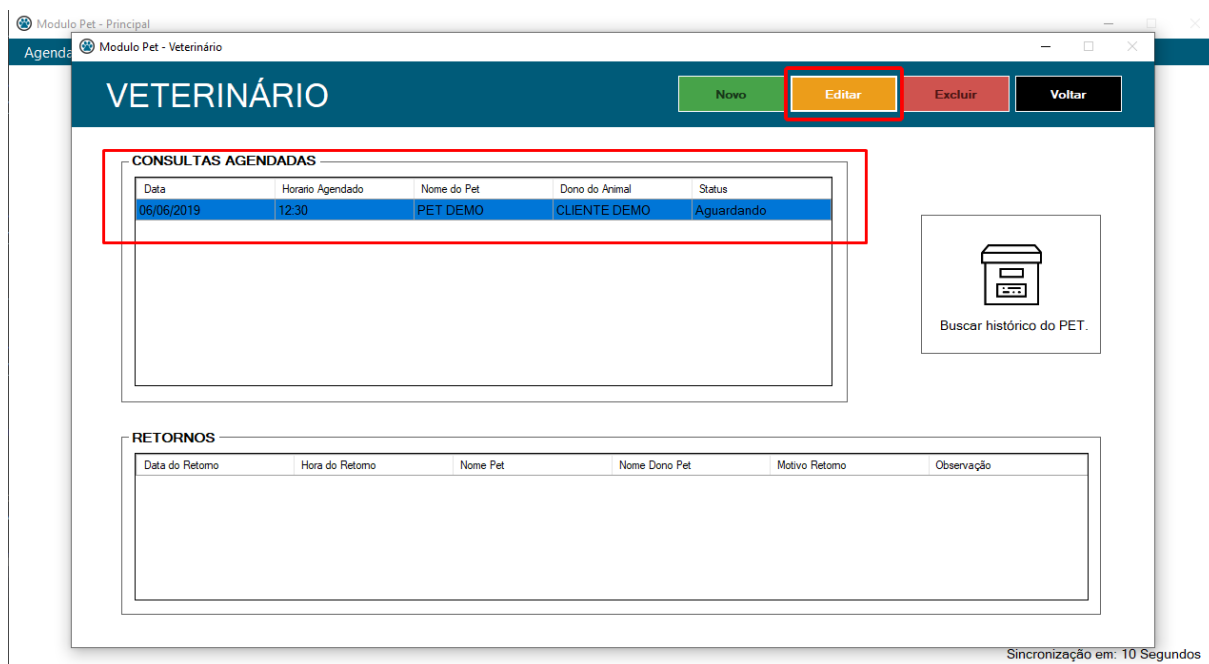 Modulo Pet - Principal
Agenda
Modulo Pet - Veterinário
VETERINÁRIO
Novo
Editar
Excluir
Voltar
CONSULTAS AGENDADAS
Data Horario Agendado Nome do Pet Dono do Animal Status
06/06/2019 12:30 PET DEMO CLIENTE DEMO Aguardando
Buscar histórico do PET.
RETORNOS
Data do Retorno Hora do Retorno Nome Pet Nome Dono Pet Motivo Retorno Observação
Sincronização em: 10 Segundos